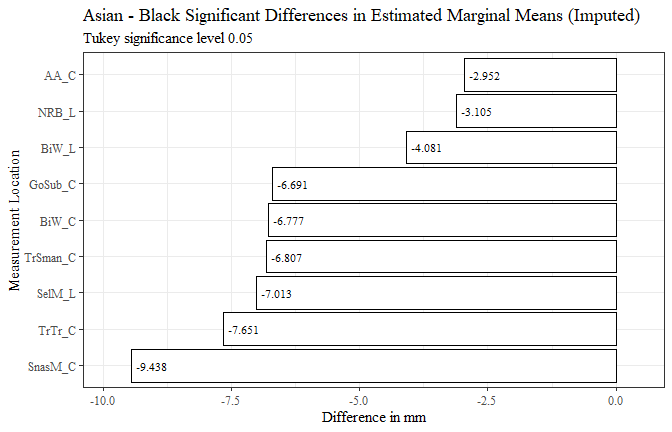 Asian - Black Significant Differences in Estimated Marginal Means (Imputed)
Tukey significance level 0.05
Measurement Location
AA_C -2.952
NRB_L -3.105
BiW_L -4.081
GoSub_C -6.691
BiW_C -6.777
TrSman_C -6.807
SelM_L -7.013
TrTr_C -7.651
SnasM_C -9.438
-10.0 -7.5 -5.0 -2.5 0.0
Difference in mm